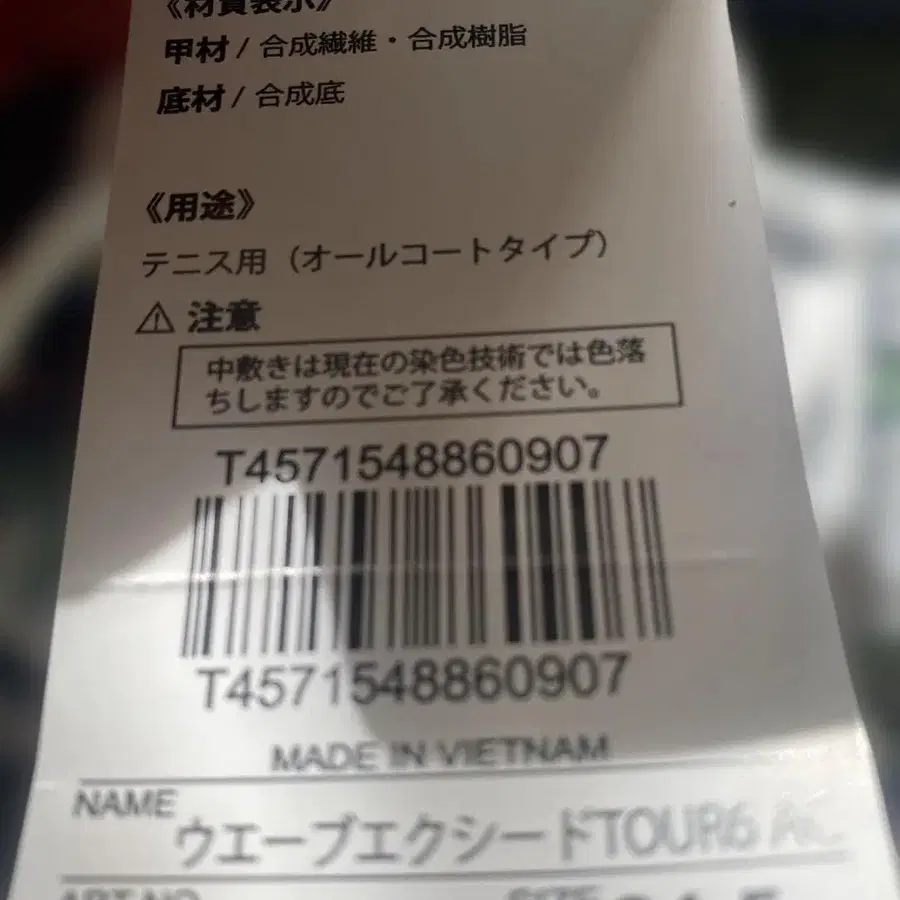 《材質表示》
甲材 / 合成繊維・合成樹脂
底材 / 合成底
《用途》
テニス用（オールコートタイプ）
⚠ 注意
中敷きは現在の染色技術では色落
ちしますのでご了承ください。
T4571548860907
T4571548860907
MADE IN VIETNAM
NAME
ウエーブエクシードTOUR6 AC